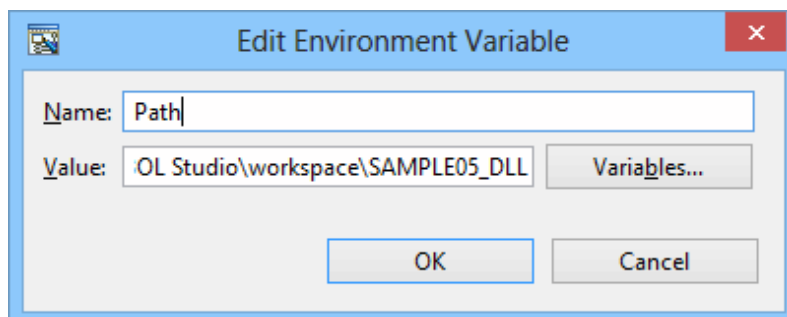 Edit Environment Variable
Name: Path
Value: OL Studio\workspace\SAMPLE05_DLL Variables...
OK Cancel